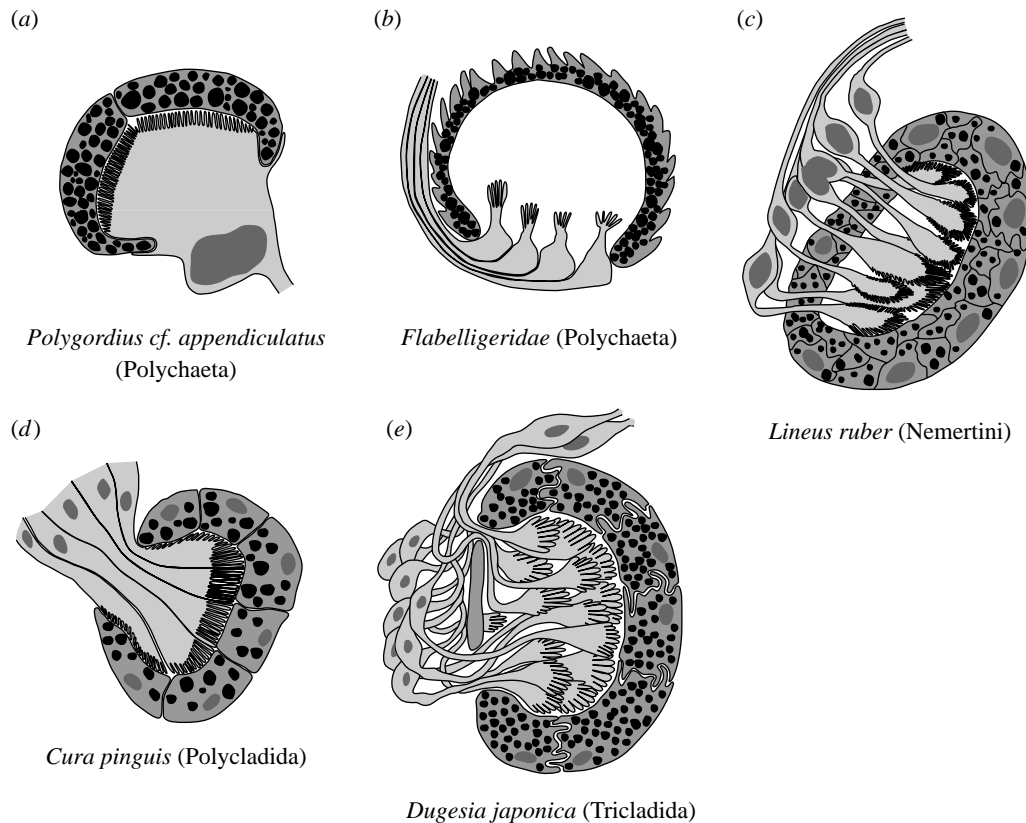 (a)
(b)
(c)
Polygordius cf. appendiculatus
(Polychaeta)
Flabelligeridae (Polychaeta)
Lineus ruber (Nemertini)
(d)
(e)
Cura pinguis (Polycladida)
Dugesia japonica (Tricladida)